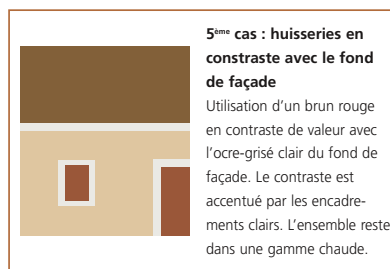 5ème cas : huisseries en
constraste avec le fond
de façade
Utilisation d'un brun rouge
en contraste de valeur avec
l'ocre-grisé clair du fond de
façade. Le contraste est
accentué par les encadre-
ments clairs. L'ensemble reste
dans une gamme chaude.